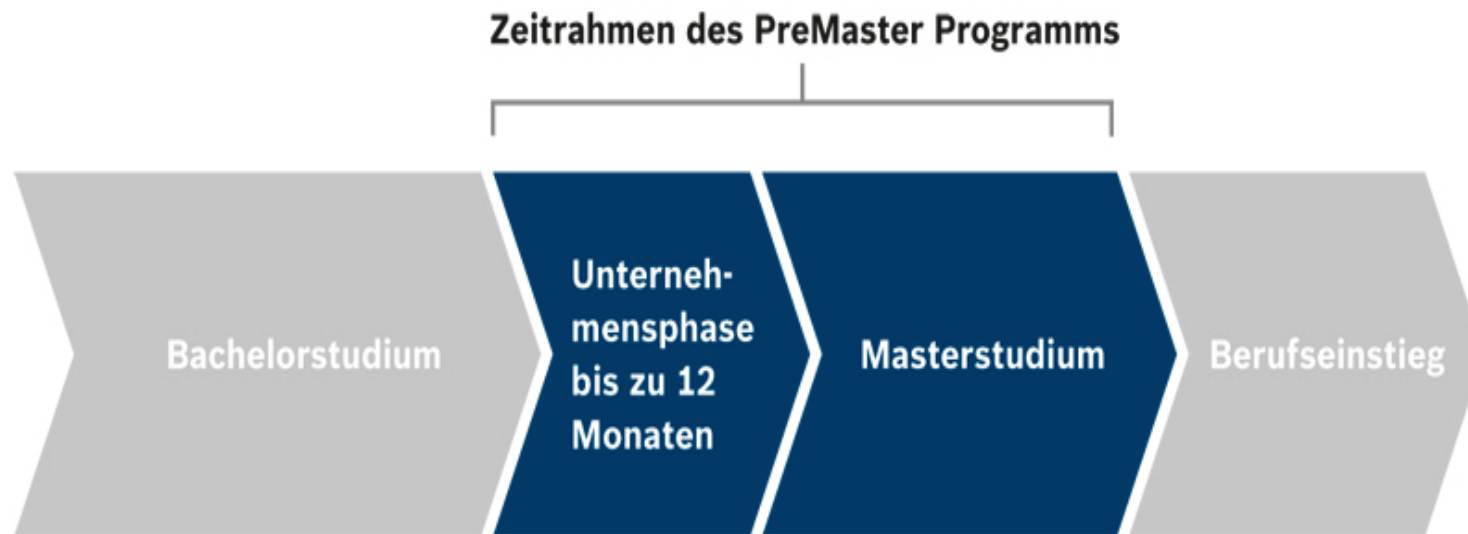 Zeitrahmen des PreMaster Programms
Bachelorstudium
Unterneh-
mensphase
bis zu 12
Monaten
Masterstudium
Berufseinstieg